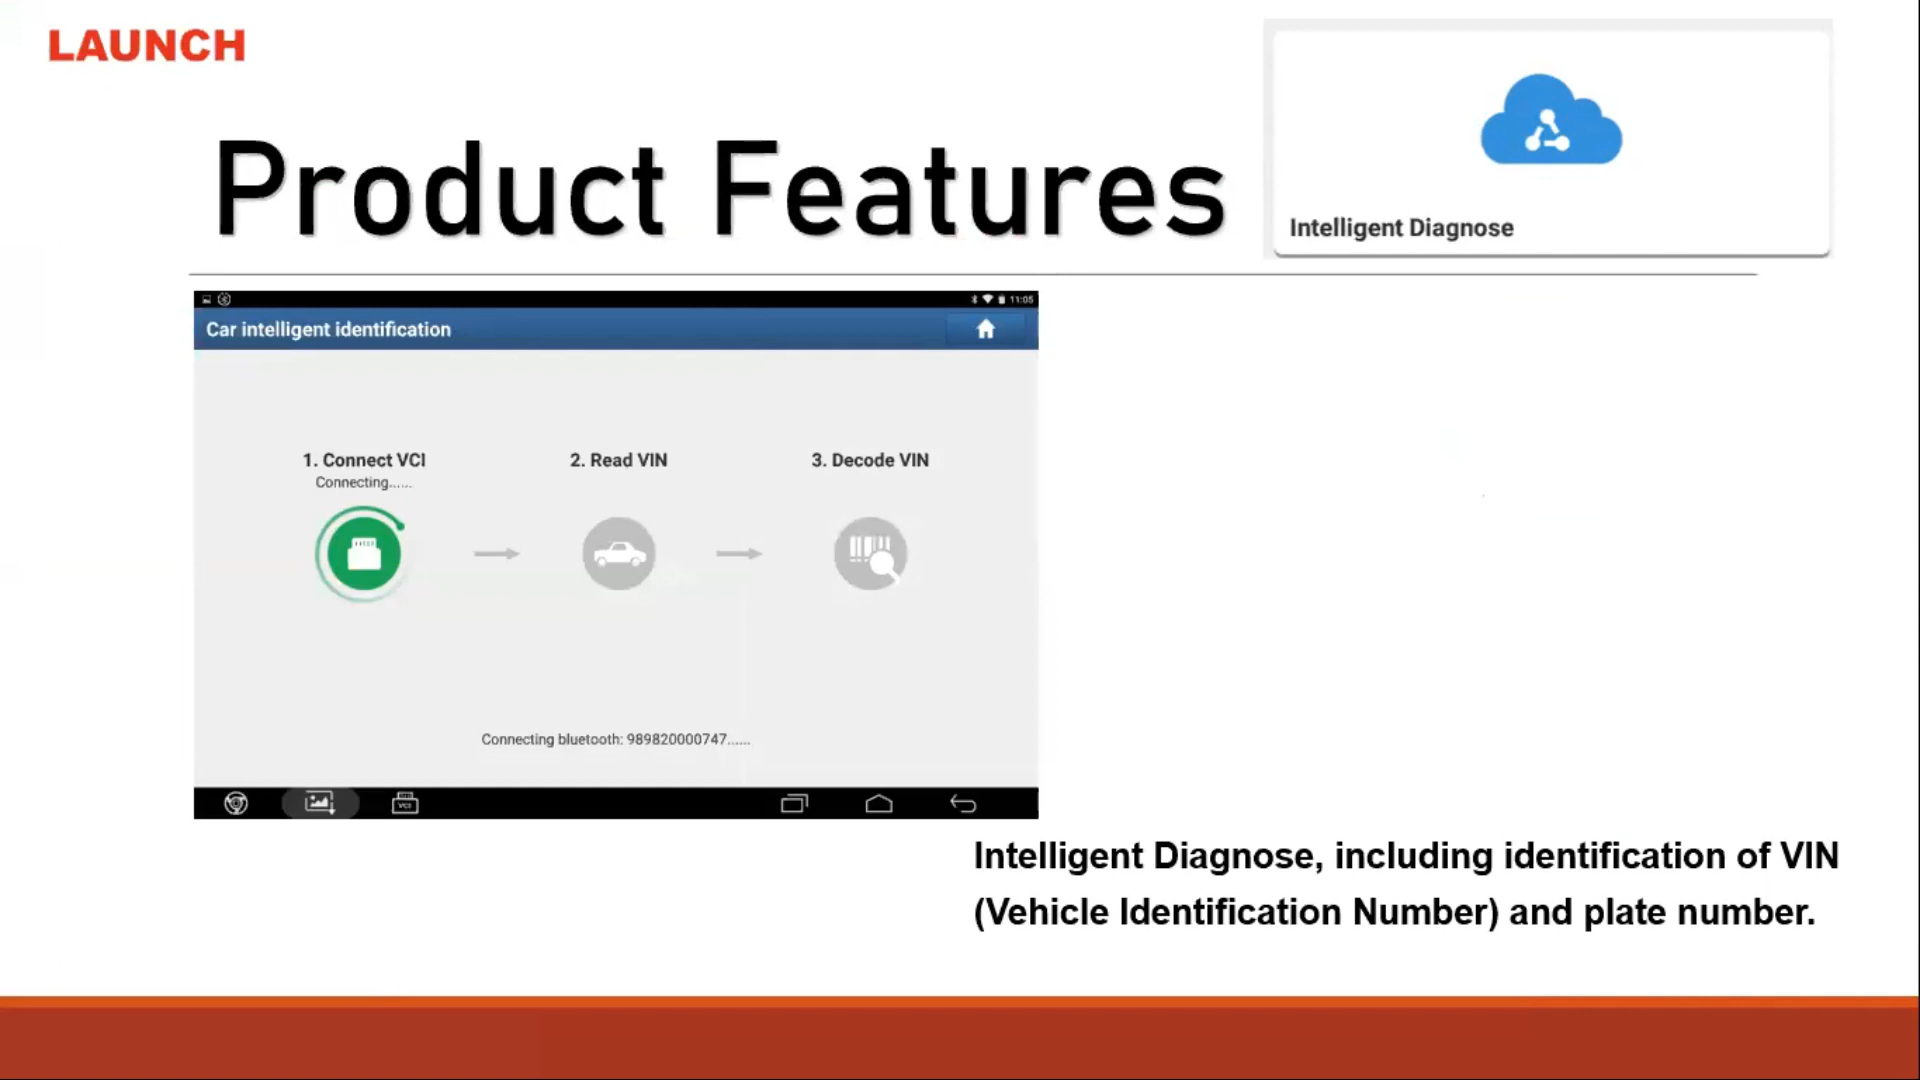 LAUNCH
Product Features
Intelligent Diagnose
11:05
Car intelligent identification
1. Connect VCI
Connecting......
2. Read VIN
3. Decode VIN
Connecting bluetooth: 989820000747......
VCI
Intelligent Diagnose, including identification of VIN
(Vehicle Identification Number) and plate number.